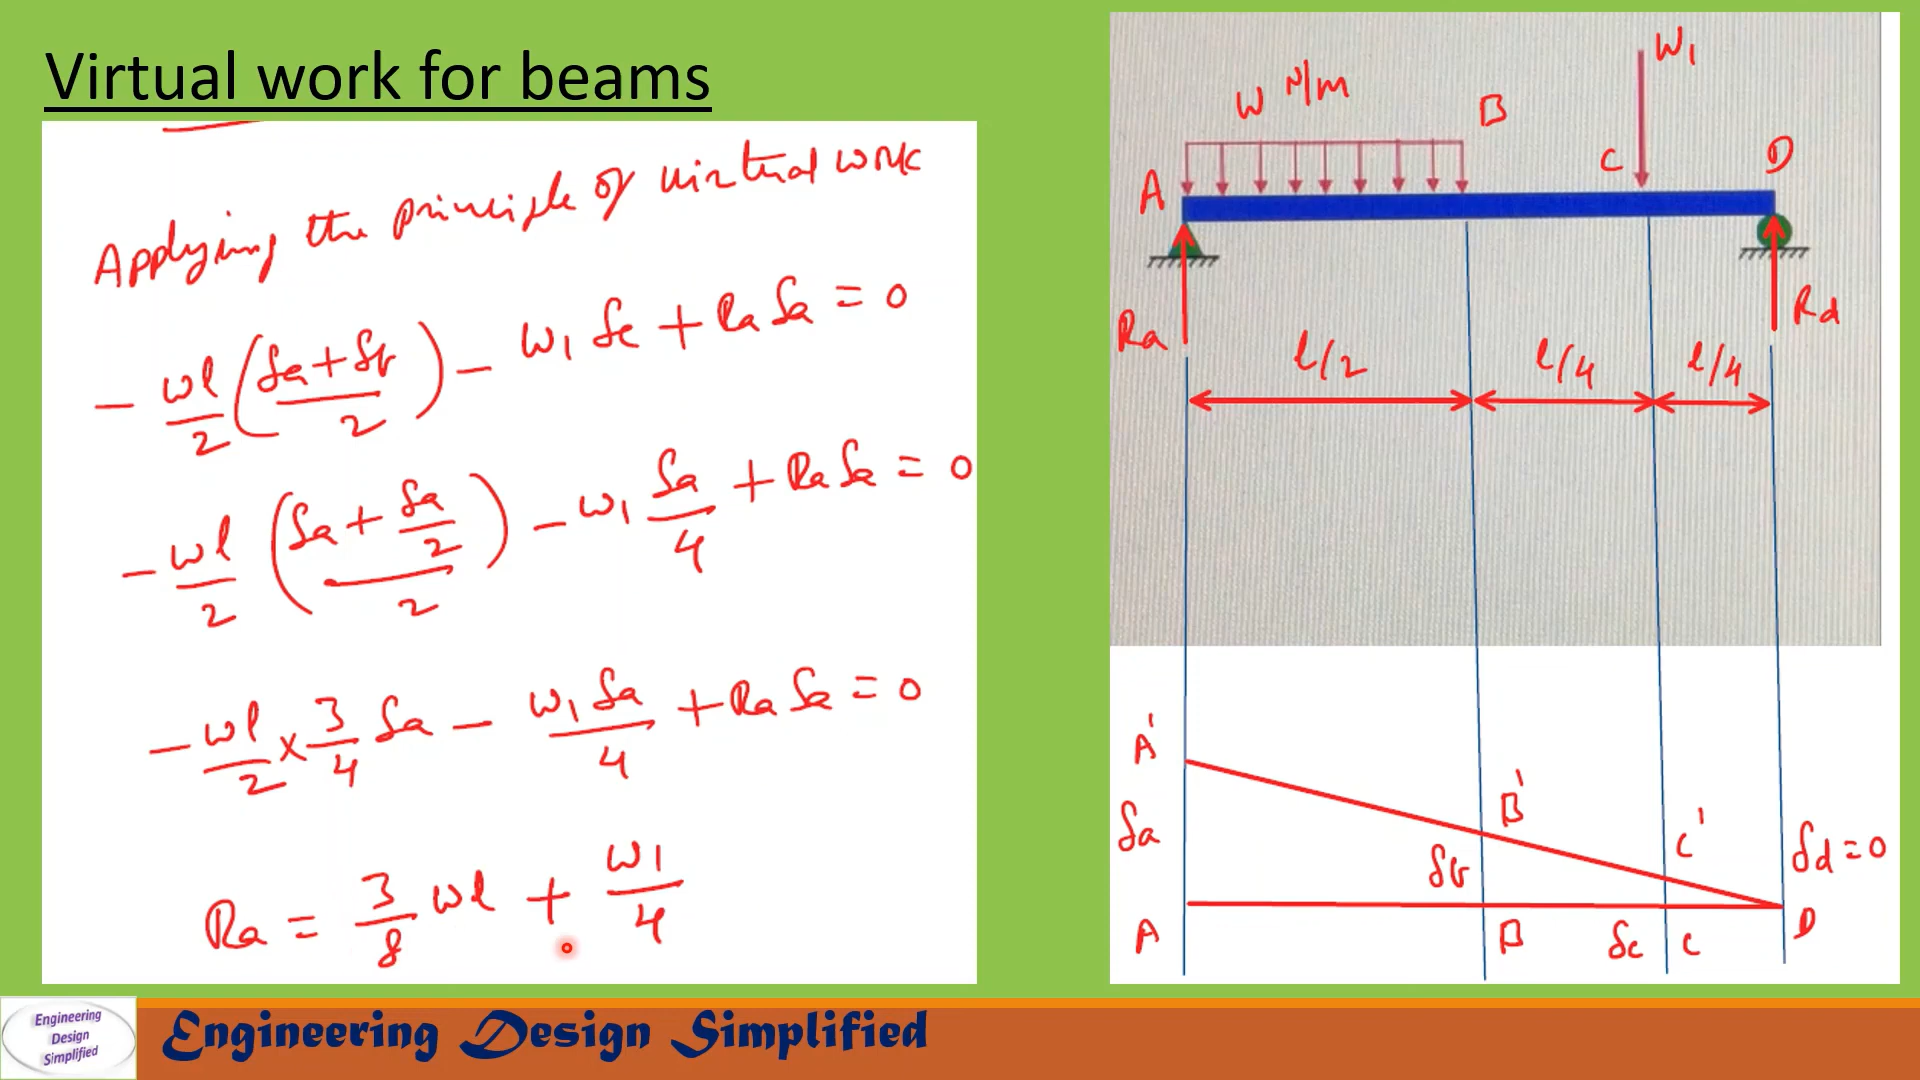 Virtual work for beams
Applying the principle of virtual work
- wl/2 (δa + δb / 2) - W1 δc + Ra δa = 0
- wl/2 (δa + δa/2 / 2) - W1 δa/4 + Ra δa = 0
- wl/2 × 3/4 δa - W1 δa/4 + Ra δa = 0
Ra = 3/8 wl + W1/4
W N/m
W1
A
B
C
D
Ra
Rd
l/2
l/4
l/4
A'
B'
C'
δa
δb
δd = 0
A
B
δc
C
D
Engineering
Design
Simplified
Engineering Design Simplified